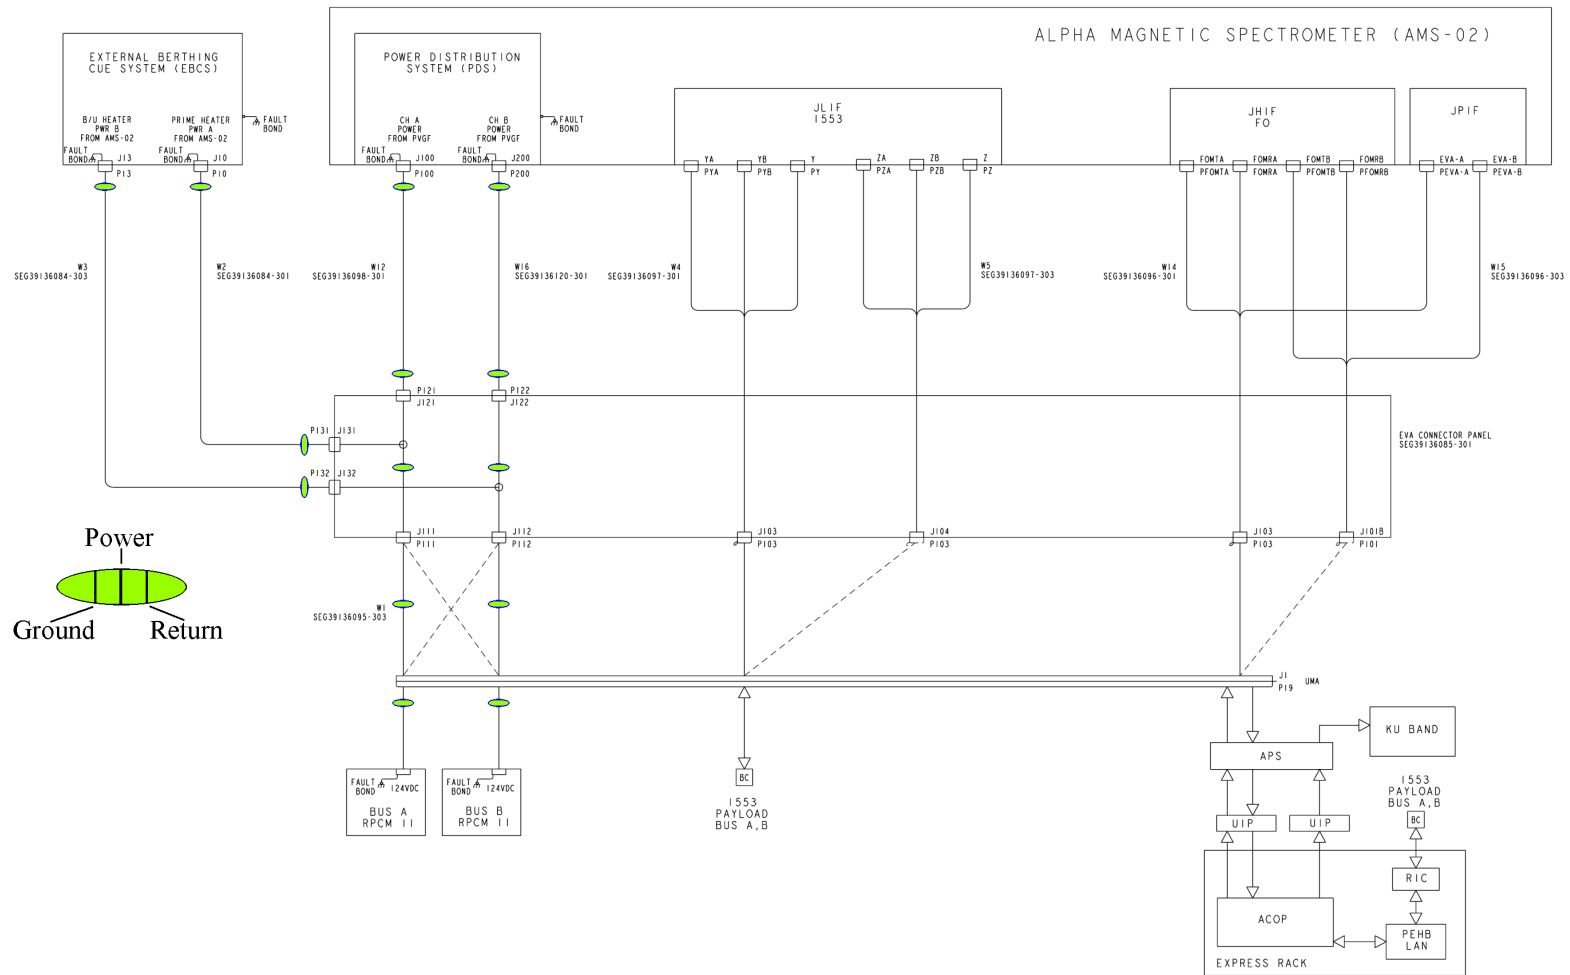 ALPHA MAGNETIC SPECTROMETER (AMS-02)
EXTERNAL BERTHING
CUE SYSTEM (EBCS)
B/U HEATER
PWR B
FROM AMS-02
PRIME HEATER
PWR A
FROM AMS-02
FAULT
BOND
FAULT
BOND
J13
FAULT
BOND
J10
P13
P10
POWER DISTRIBUTION
SYSTEM (PDS)
CH A
POWER
FROM PVGF
CH B
POWER
FROM PVGF
FAULT
BOND
FAULT
BOND
J100
FAULT
BOND
J200
P100
P200
JLIF
1553
YA
PYA
YB
PYB
Y
PY
ZA
PZA
ZB
PZB
Z
PZ
JHIF
FO
FOMTA
PFOMTA
FOMRA
FOMRA
FOMTB
PFOMTB
FOMRB
PFOMRB
JPIF
EVA-A
PEVA-A
EVA-B
PEVA-B
W3
SEG39136084-303
W2
SEG39136084-301
W12
SEG39136098-301
W16
SEG39136120-301
W4
SEG39136097-301
W5
SEG39136097-303
W14
SEG39136096-301
W15
SEG39136096-303
P121
J121
P122
J122
P131 J131
P132 J132
EVA CONNECTOR PANEL
SEG39136085-301
J111
P111
J112
P112
J103
P103
J104
P103
J103
P103
J101B
P101
Power
Ground
Return
W1
SEG39136095-303
J1
P19
UMA
FAULT
BOND
124VDC
BUS A
RPCM 11
FAULT
BOND
124VDC
BUS B
RPCM 11
BC
1553
PAYLOAD
BUS A,B
APS
KU BAND
UIP
UIP
1553
PAYLOAD
BUS A,B
BC
RIC
ACOP
PEHB
LAN
EXPRESS RACK